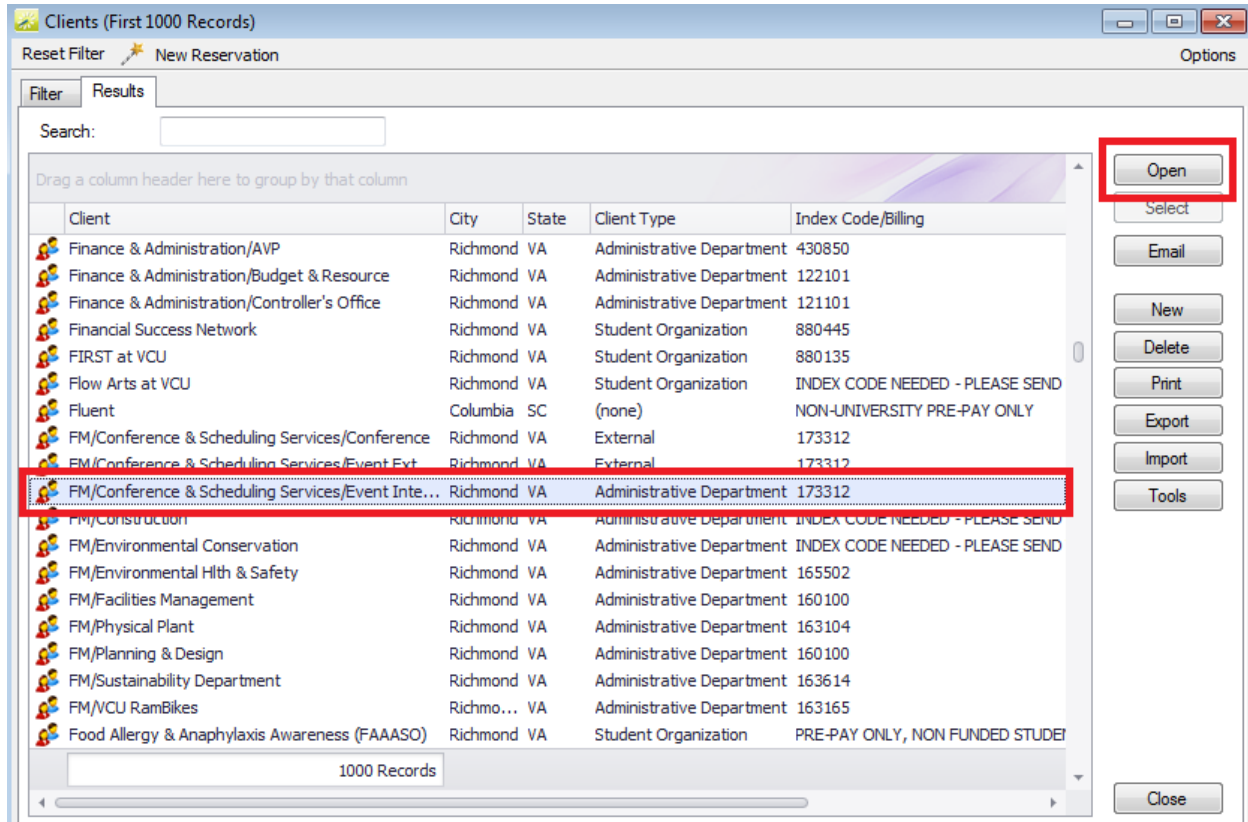 Clients (First 1000 Records)
Reset Filter New Reservation Options
Filter Results
Search:
Open
Drag a column header here to group by that column
Select
Client City State Client Type Index Code/Billing
Finance & Administration/AVP Richmond VA Administrative Department 430850
Email
Finance & Administration/Budget & Resource Richmond VA Administrative Department 122101
Finance & Administration/Controller's Office Richmond VA Administrative Department 121101
New
Financial Success Network Richmond VA Student Organization 880445
Delete
FIRST at VCU Richmond VA Student Organization 880135
Flow Arts at VCU Richmond VA Student Organization INDEX CODE NEEDED - PLEASE SEND
Print
Fluent Columbia SC (none) NON-UNIVERSITY PRE-PAY ONLY
Export
FM/Conference & Scheduling Services/Conference Richmond VA External 173312
FM/Conference & Scheduling Services/Event Ext Richmond VA External 173312
Import
FM/Conference & Scheduling Services/Event Inte... Richmond VA Administrative Department 173312
Tools
FM/Construction Richmond VA Administrative Department INDEX CODE NEEDED - PLEASE SEND
FM/Environmental Conservation Richmond VA Administrative Department INDEX CODE NEEDED - PLEASE SEND
FM/Environmental Hlth & Safety Richmond VA Administrative Department 165502
FM/Facilities Management Richmond VA Administrative Department 160100
FM/Physical Plant Richmond VA Administrative Department 163104
FM/Planning & Design Richmond VA Administrative Department 160100
FM/Sustainability Department Richmond VA Administrative Department 163614
FM/VCU RamBikes Richmo... VA Administrative Department 163165
Food Allergy & Anaphylaxis Awareness (FAAASO) Richmond VA Student Organization PRE-PAY ONLY, NON FUNDED STUDEN
1000 Records
Close